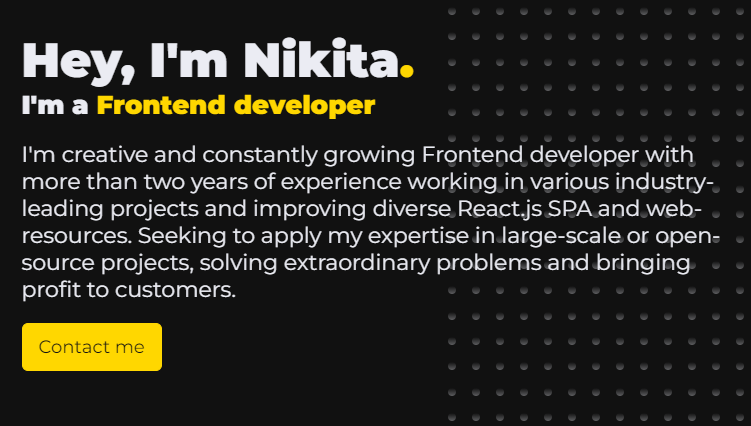 Hey, I'm Nikita.
I'm a Frontend developer
I'm creative and constantly growing Frontend developer with
more than two years of experience working in various industry-
leading projects and improving diverse React.js SPA and web-
resources. Seeking to apply my expertise in large-scale or open-
source projects, solving extraordinary problems and bringing
profit to customers.
Contact me